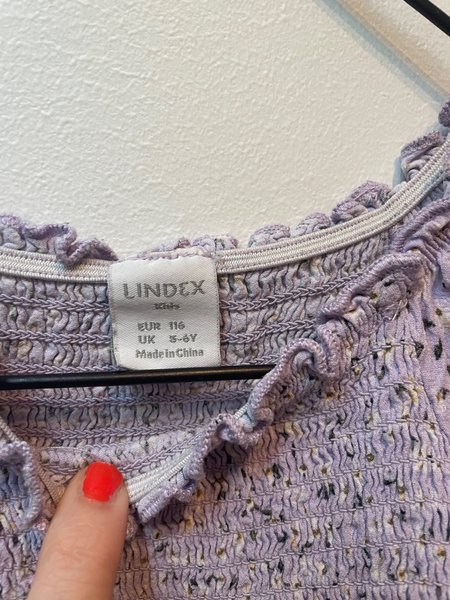 LINDEX
Kids
EUR 116
UK 5-6Y
Made in China